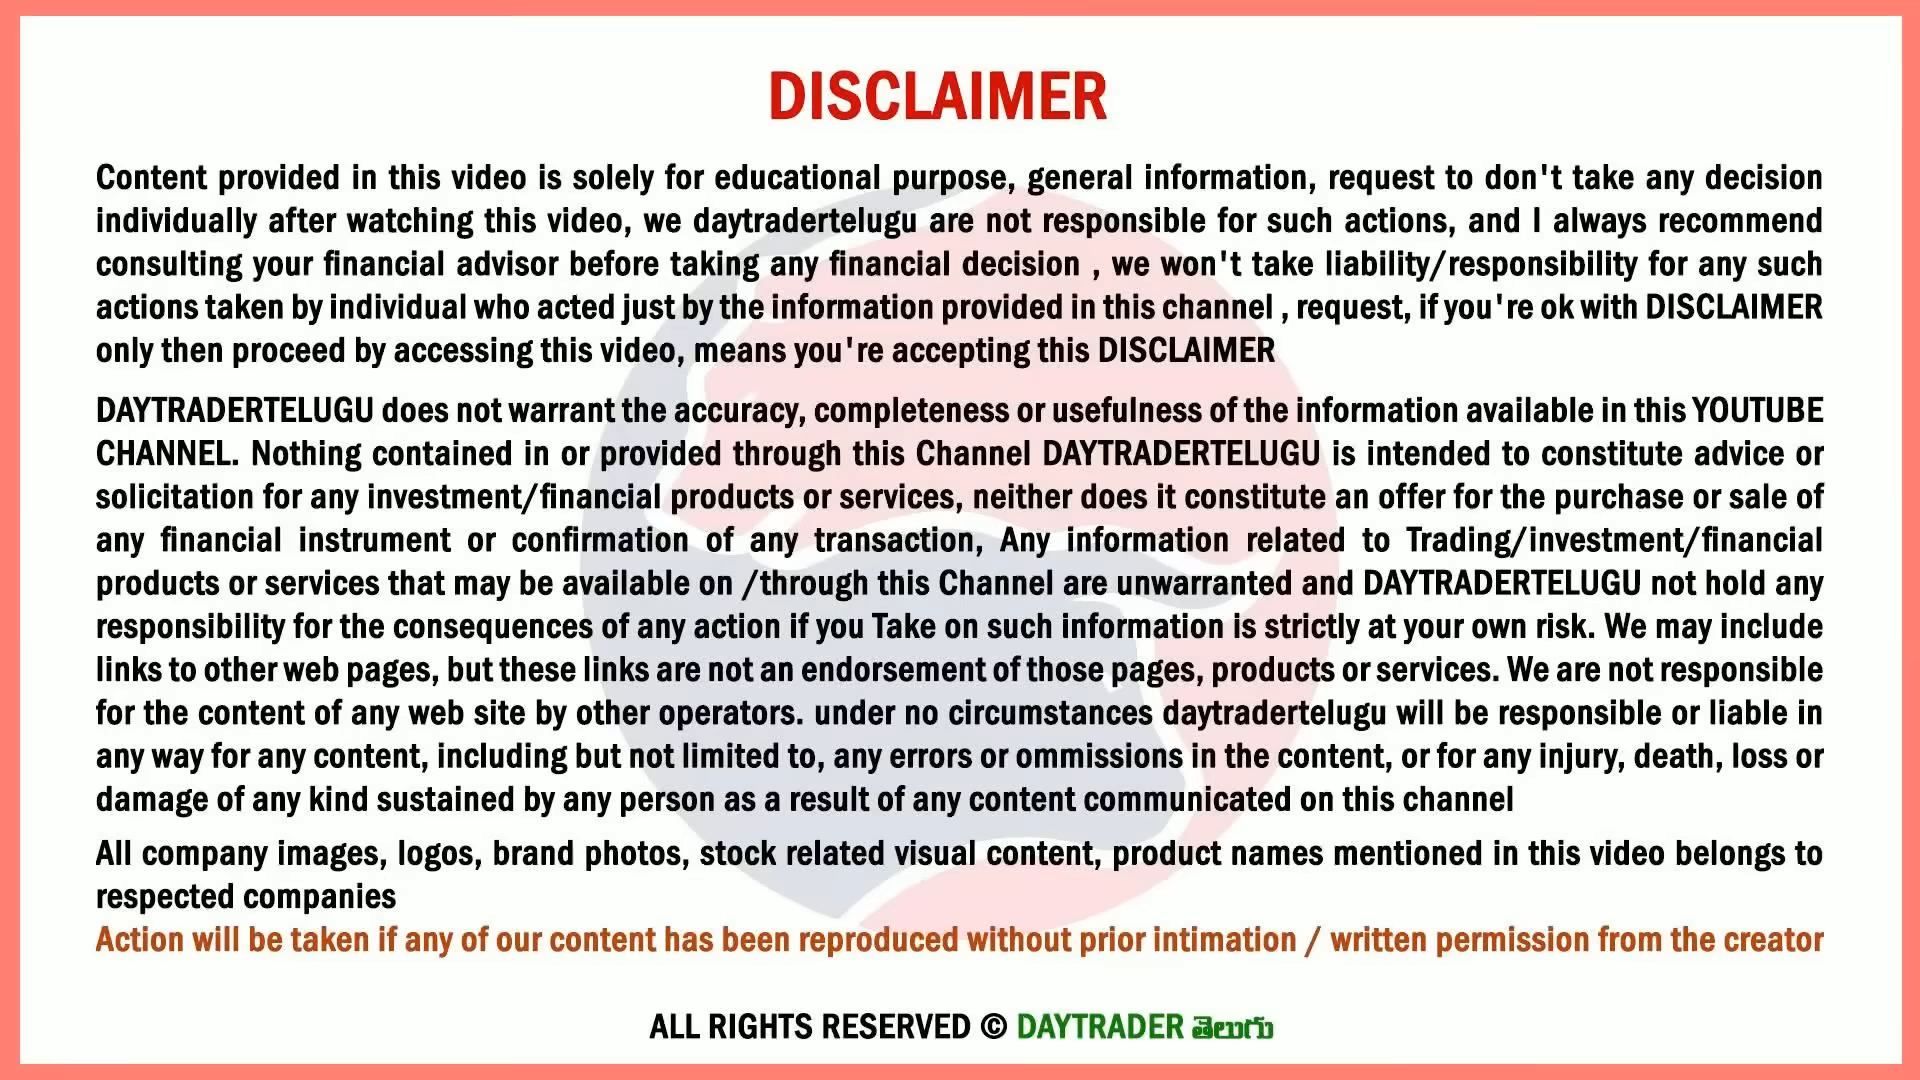 DISCLAIMER
Content provided in this video is solely for educational purpose, general information, request to don't take any decision
individually after watching this video, we daytradertelugu are not responsible for such actions, and I always recommend
consulting your financial advisor before taking any financial decision , we won't take liability/responsibility for any such
actions taken by individual who acted just by the information provided in this channel , request, if you're ok with DISCLAIMER
only then proceed by accessing this video, means you're accepting this DISCLAIMER
DAYTRADERTELUGU does not warrant the accuracy, completeness or usefulness of the information available in this YOUTUBE
CHANNEL. Nothing contained in or provided through this Channel DAYTRADERTELUGU is intended to constitute advice or
solicitation for any investment/financial products or services, neither does it constitute an offer for the purchase or sale of
any financial instrument or confirmation of any transaction, Any information related to Trading/investment/financial
products or services that may be available on /through this Channel are unwarranted and DAYTRADERTELUGU not hold any
responsibility for the consequences of any action if you Take on such information is strictly at your own risk. We may include
links to other web pages, but these links are not an endorsement of those pages, products or services. We are not responsible
for the content of any web site by other operators. under no circumstances daytradertelugu will be responsible or liable in
any way for any content, including but not limited to, any errors or ommissions in the content, or for any injury, death, loss or
damage of any kind sustained by any person as a result of any content communicated on this channel
All company images, logos, brand photos, stock related visual content, product names mentioned in this video belongs to
respected companies
Action will be taken if any of our content has been reproduced without prior intimation / written permission from the creator
ALL RIGHTS RESERVED © DAYTRADER తెలుగు